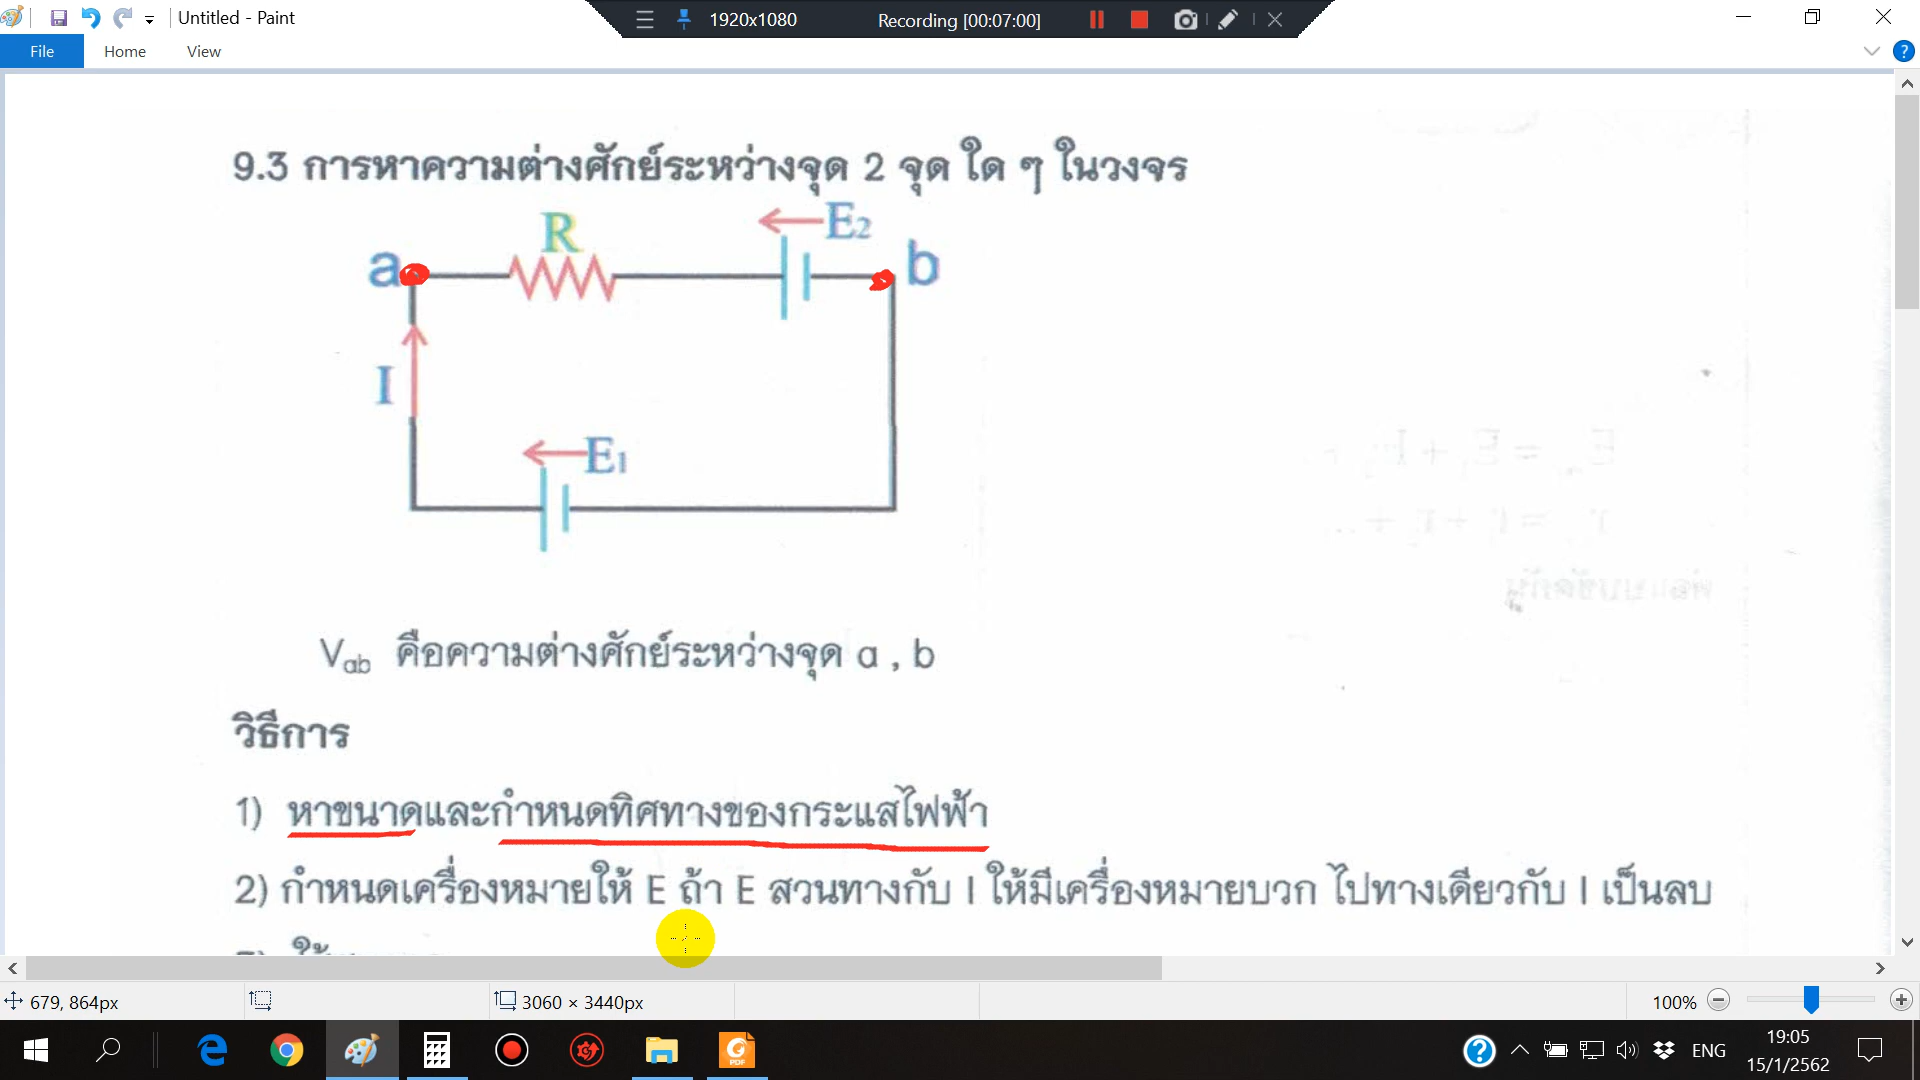 Untitled - Paint
1920x1080
Recording [00:07:00]
File
Home
View
9.3 การหาความต่างศักย์ระหว่างจุด 2 จุด ใด ๆ ในวงจร
R
E2
a
b
I
E1
Vab คือความต่างศักย์ระหว่างจุด a , b
วิธีการ
1) หาขนาดและกำหนดทิศทางของกระแสไฟฟ้า
2) กำหนดเครื่องหมายให้ E ถ้า E สวนทางกับ I ให้มีเครื่องหมายบวก ไปทางเดียวกับ I เป็นลบ
679, 864px
3060 × 3440px
100%
PDF
ENG
19:05
15/1/2562